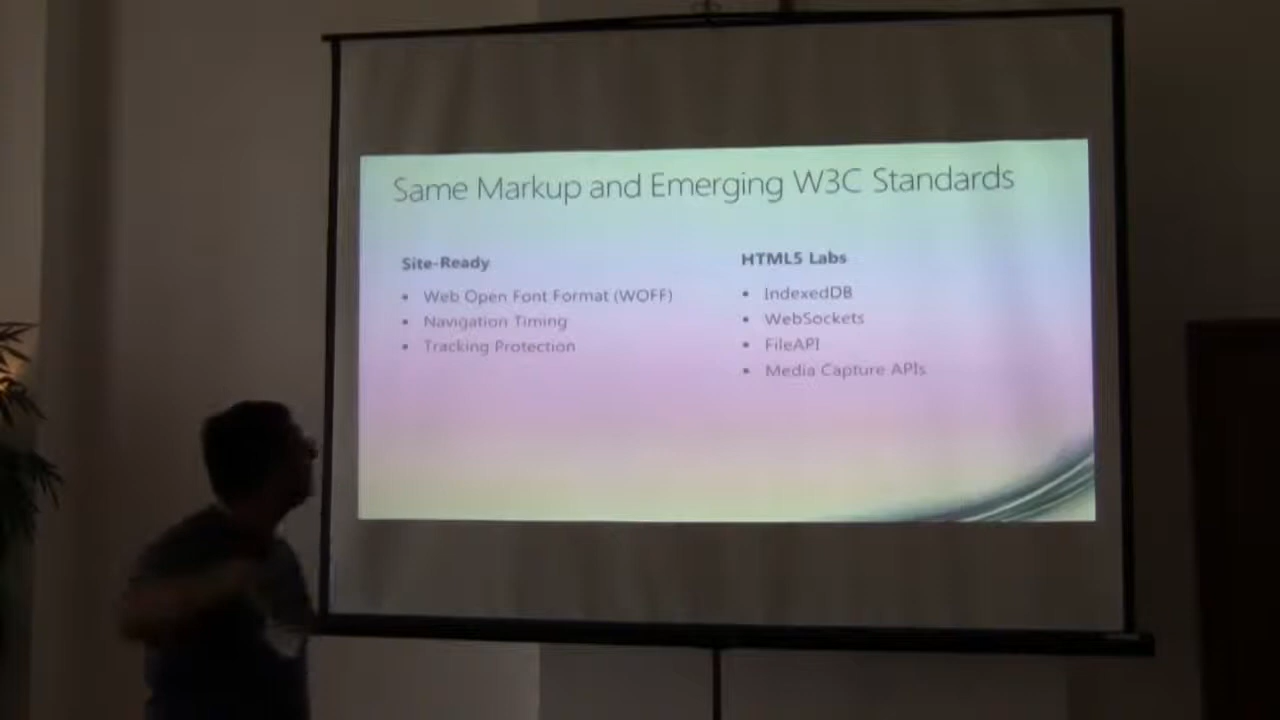 Same Markup and Emerging W3C Standards
Site-Ready
• Web Open Font Format (WOFF)
• Navigation Timing
• Tracking Protection
HTML5 Labs
• IndexedDB
• WebSockets
• FileAPI
• Media Capture APIs